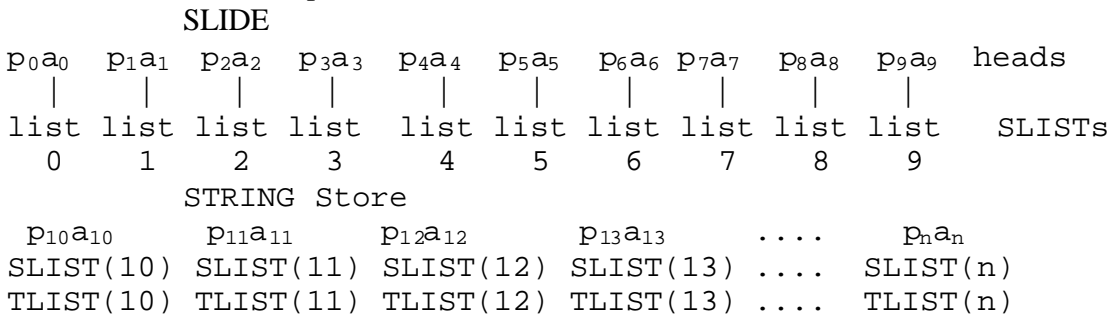 SLIDE
p₀a₀ p₁a₁ p₂a₂ p₃a₃ p₄a₄ p₅a₅ p₆a₆ p₇a₇ p₈a₈ p₉a₉ heads
| | | | | | | | | |
list list list list list list list list list list SLISTs
0 1 2 3 4 5 6 7 8 9
STRING Store
p₁₀a₁₀ p₁₁a₁₁ p₁₂a₁₂ p₁₃a₁₃ .... pₙaₙ
SLIST(10) SLIST(11) SLIST(12) SLIST(13) .... SLIST(n)
TLIST(10) TLIST(11) TLIST(12) TLIST(13) .... TLIST(n)